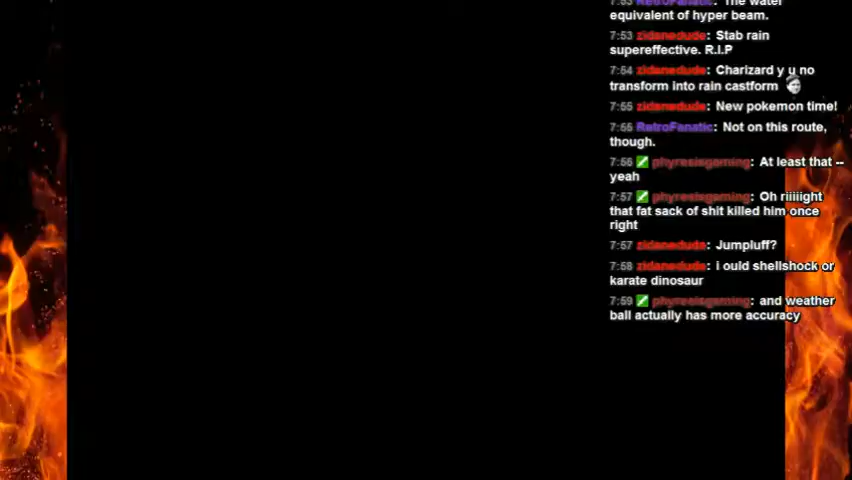 7:53 RetroFanatic: The water
equivalent of hyper beam.
7:53 zidanedude: Stab rain
supereffective. R.I.P
7:54 zidanedude: Charizard y u no
transform into rain castform
7:55 zidanedude: New pokemon time!
7:55 RetroFanatic: Not on this route,
though.
7:56 phyresisgaming: At least that --
yeah
7:57 phyresisgaming: Oh riiiiight
that fat sack of shit killed him once
right
7:57 zidanedude: Jumpluff?
7:58 zidanedude: i ould shellshock or
karate dinosaur
7:59 phyresisgaming: and weather
ball actually has more accuracy